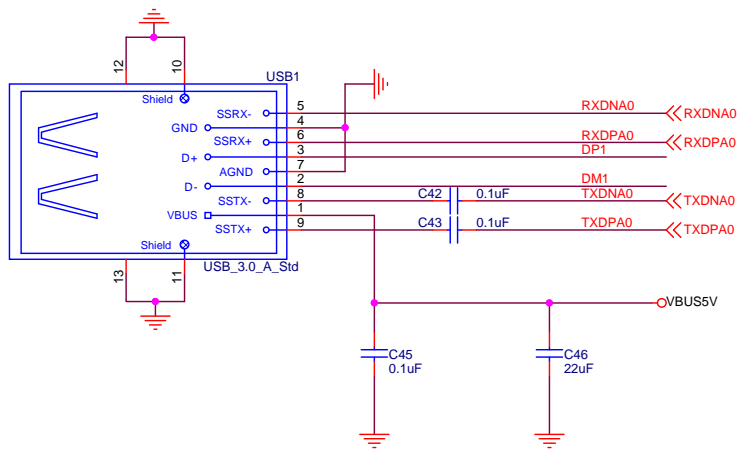 12
10
USB1
Shield
SSRX-
5
RXDNA0
RXDNA0
GND
4
SSRX+
6
RXDPA0
RXDPA0
D+
3
DP1
AGND
7
D-
2
DM1
SSTX-
8
C42
0.1uF
TXDNA0
TXDNA0
VBUS
1
SSTX+
9
C43
0.1uF
TXDPA0
TXDPA0
Shield
USB_3.0_A_Std
13
11
VBUS5V
C45
0.1uF
C46
22uF